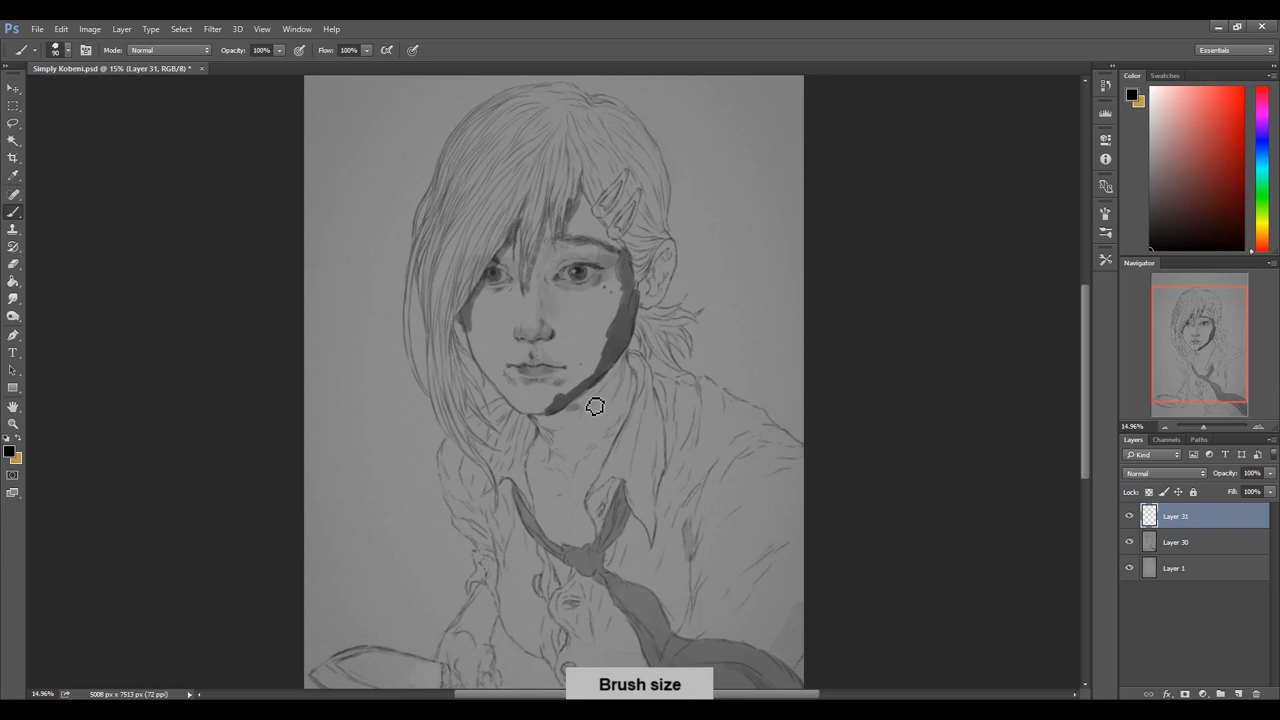 Ps File Edit Image Layer Type Select Filter 3D View Window Help
90 Mode: Normal Opacity: 100% Flow: 100% Essentials
Simply Kobeni.psd @ 15% (Layer 31, RGB/8) * ×
Color Swatches
Navigator
14.96%
Layers Channels Paths
Kind
Normal Opacity: 100%
Lock: Fill: 100%
Layer 31
Layer 30
Layer 1
Brush size
14.96% 5008 px x 7513 px (72 ppi)
fx